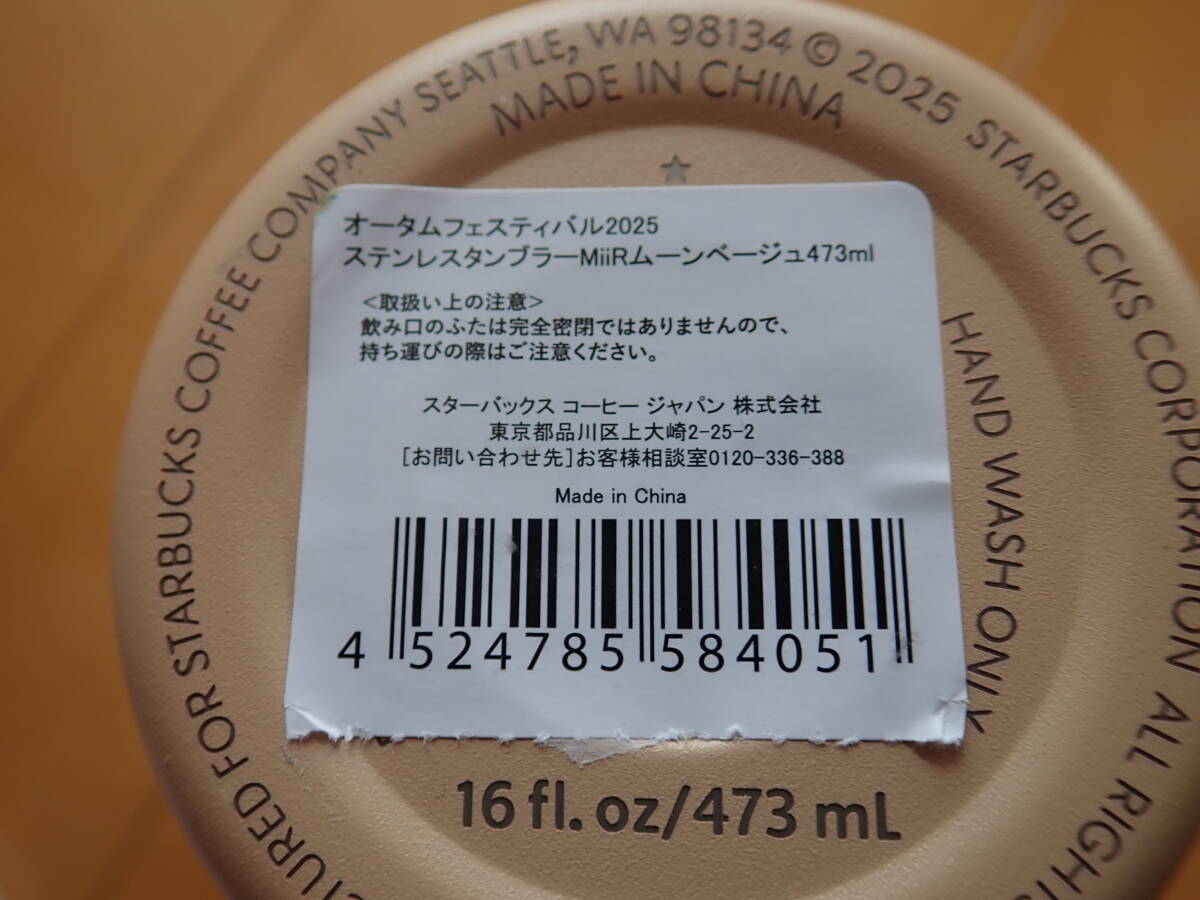 CTURED FOR STARBUCKS COFFEE COMPANY SEATTLE, WA 98134 © 2025 STARBUCKS CORPORATION ALL RIGHTS
MADE IN CHINA
オータムフェスティバル2025
ステンレスタンブラーMiiRムーンベージュ473ml
<取扱い上の注意>
飲み口のふたは完全密閉ではありませんので、
持ち運びの際はご注意ください。
スターバックス コーヒー ジャパン 株式会社
東京都品川区上大崎2-25-2
[お問い合わせ先]お客様相談室0120-336-388
Made in China
4 524785 584051
HAND WASH ONLY
16 fl. oz/473 mL